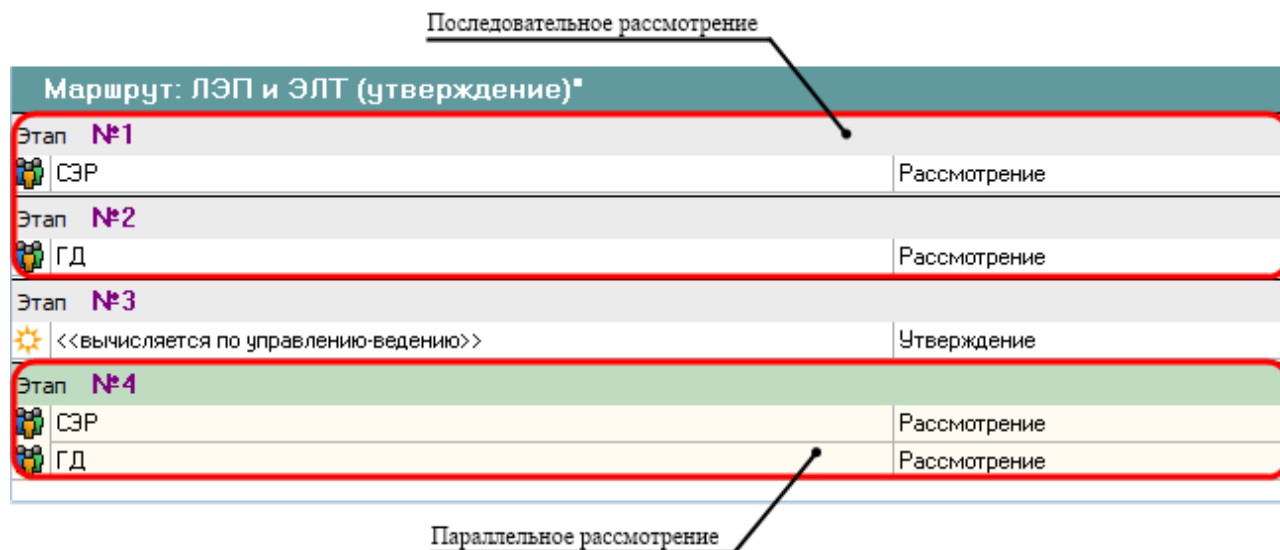 Последовательное рассмотрение
Маршрут: ЛЭП и ЭЛТ (утверждение)"
Этап №1
СЭР Рассмотрение
Этап №2
ГД Рассмотрение
Этап №3
<<вычисляется по управлению-ведению>> Утверждение
Этап №4
СЭР Рассмотрение
ГД Рассмотрение
Параллельное рассмотрение